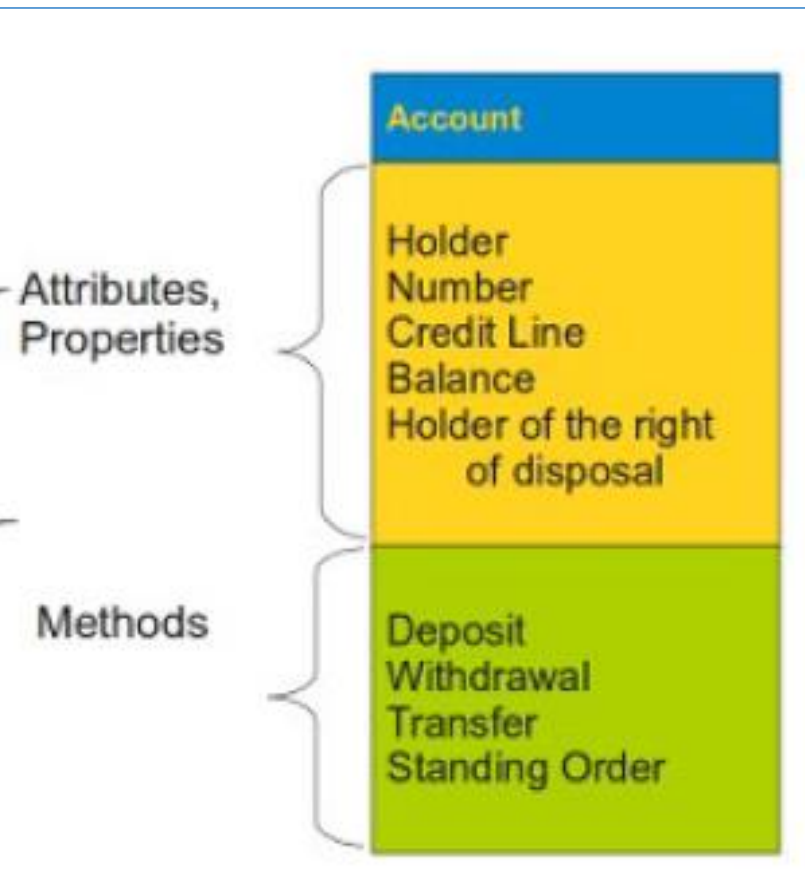 Account
Attributes,
Properties
Holder
Number
Credit Line
Balance
Holder of the right
of disposal
Methods
Deposit
Withdrawal
Transfer
Standing Order